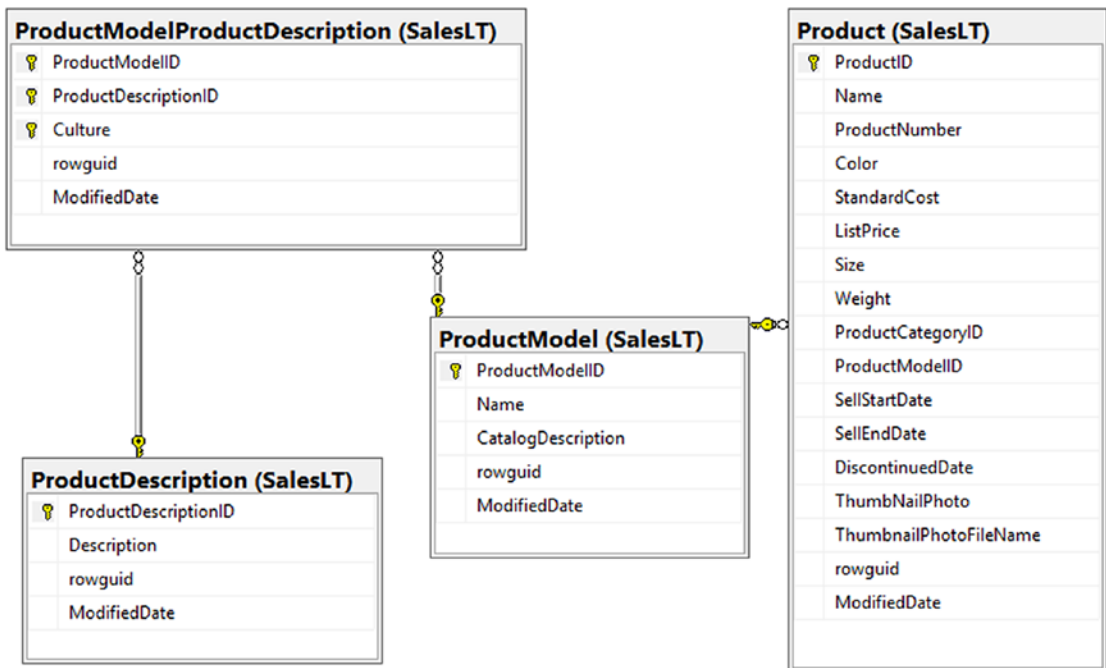 ProductModelProductDescription (SalesLT)
ProductModelID
ProductDescriptionID
Culture
rowguid
ModifiedDate
Product (SalesLT)
ProductID
Name
ProductNumber
Color
StandardCost
ListPrice
Size
Weight
ProductCategoryID
ProductModelID
SellStartDate
SellEndDate
DiscontinuedDate
ThumbNailPhoto
ThumbnailPhotoFileName
rowguid
ModifiedDate
ProductModel (SalesLT)
ProductModelID
Name
CatalogDescription
rowguid
ModifiedDate
ProductDescription (SalesLT)
ProductDescriptionID
Description
rowguid
ModifiedDate